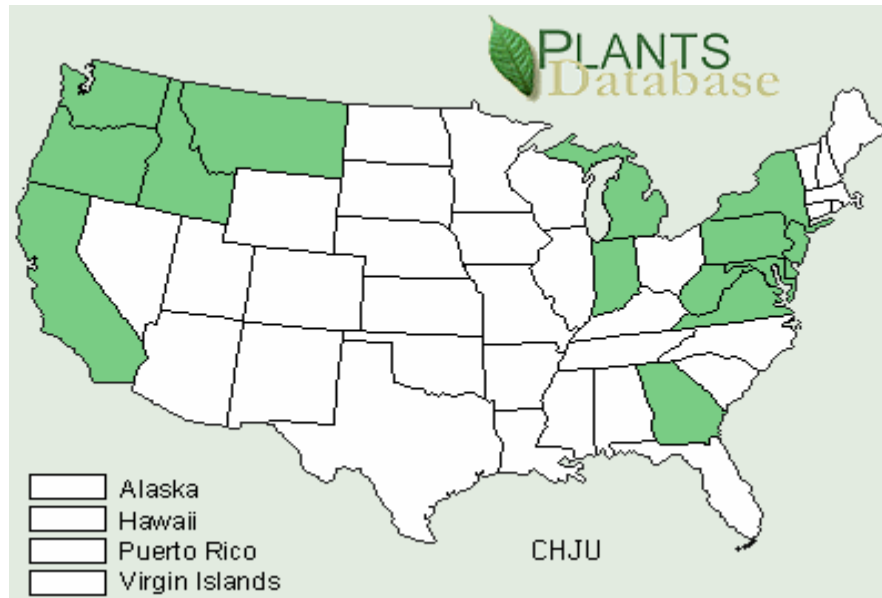 PLANTS
Database
Alaska
Hawaii
Puerto Rico
Virgin Islands
CHJU